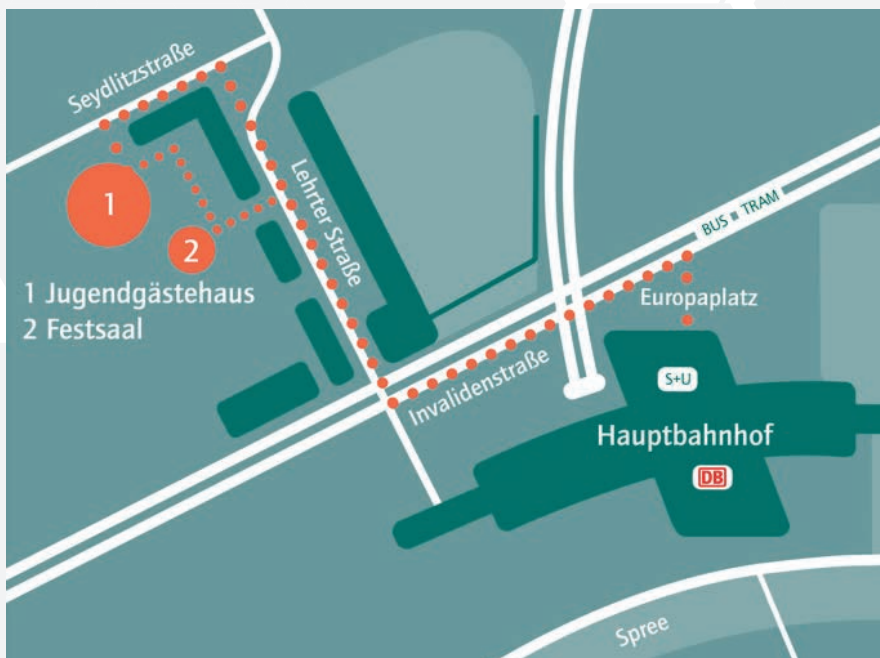 Seydlitzstraße
Lehrter Straße
1
2
1 Jugendgästehaus
2 Festsaal
BUS TRAM
Europaplatz
Invalidenstraße
S+U
Hauptbahnhof
DB
Spree